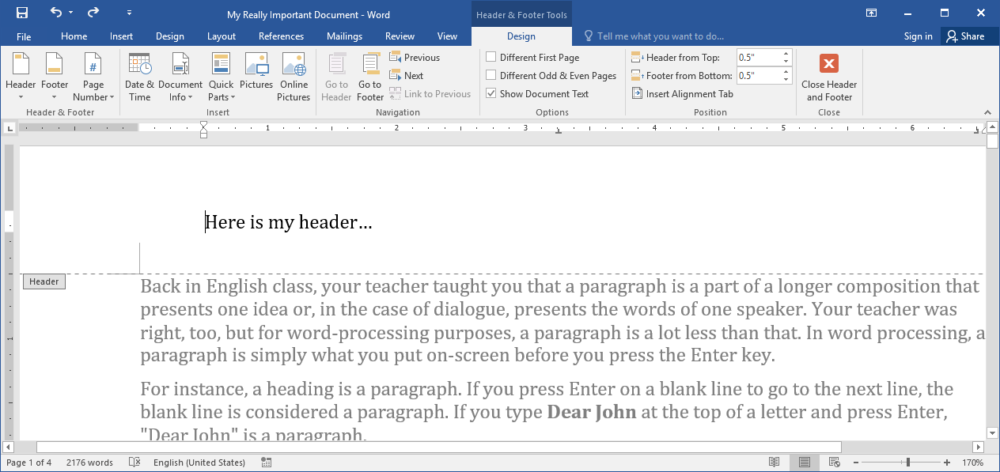 My Really Important Document - Word
Header & Footer Tools
File Home Insert Design Layout References Mailings Review View Design Tell me what you want to do... Sign in Share
Header
Footer
Page
Number
Header & Footer
Date &
Time
Document
Info
Quick
Parts
Pictures
Online
Pictures
Insert
Go to
Header
Go to
Footer
Previous
Next
Link to Previous
Navigation
Different First Page
Different Odd & Even Pages
Show Document Text
Options
Header from Top: 0.5"
Footer from Bottom: 0.5"
Insert Alignment Tab
Position
Close Header
and Footer
Close
1 2 3 4 5 6
Here is my header...
Header
1
Back in English class, your teacher taught you that a paragraph is a part of a longer composition that
presents one idea or, in the case of dialogue, presents the words of one speaker. Your teacher was
right, too, but for word-processing purposes, a paragraph is a lot less than that. In word processing, a
paragraph is simply what you put on-screen before you press the Enter key.
For instance, a heading is a paragraph. If you press Enter on a blank line to go to the next line, the
blank line is considered a paragraph. If you type Dear John at the top of a letter and press Enter,
"Dear John" is a paragraph.
Page 1 of 4 2176 words English (United States) 170%